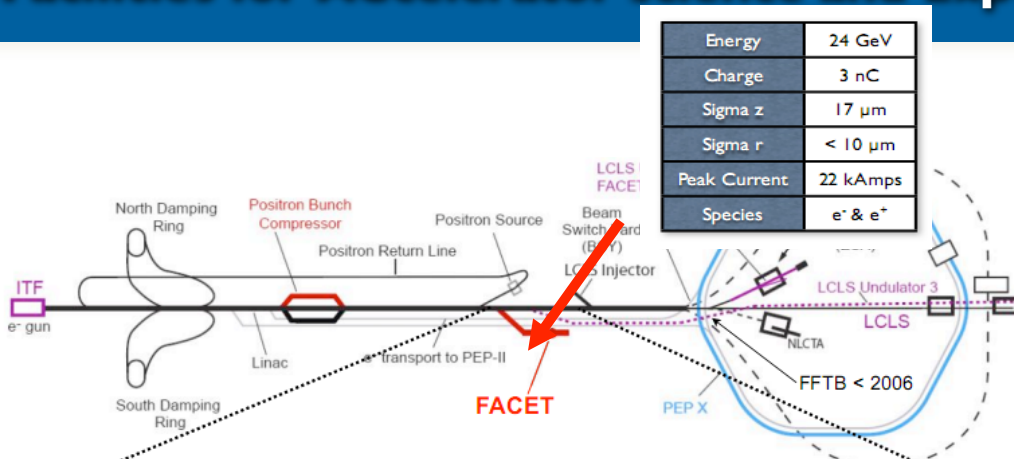 Energy 24 GeV
Charge 3 nC
Sigma z 17 µm
Sigma r < 10 µm
Peak Current 22 kAmps
Species e- & e+
LCLS
FACET
North Damping
Ring
Positron Bunch
Compressor
Positron Source
Beam
Switch
Positron Return Line
LCLS Injector
ITF
e- gun
LCLS Undulator 3
LCLS
NLCTA
Linac
transport to PEP-II
FFTB < 2006
FACET
PEP X
South Damping
Ring